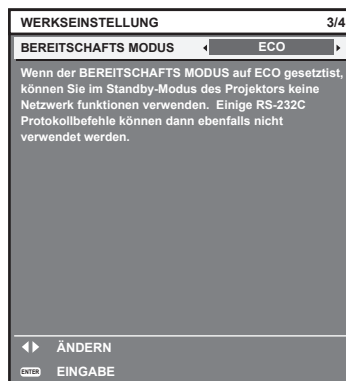 WERKSEINSTELLUNG 3/4
BEREITSCHAFTS MODUS ECO
Wenn der BEREITSCHAFTS MODUS auf ECO gesetztist,
können Sie im Standby-Modus des Projektors keine
Netzwerk funktionen verwenden. Einige RS-232C
Protokollbefehle können dann ebenfalls nicht
verwendet werden.
ÄNDERN
ENTER EINGABE